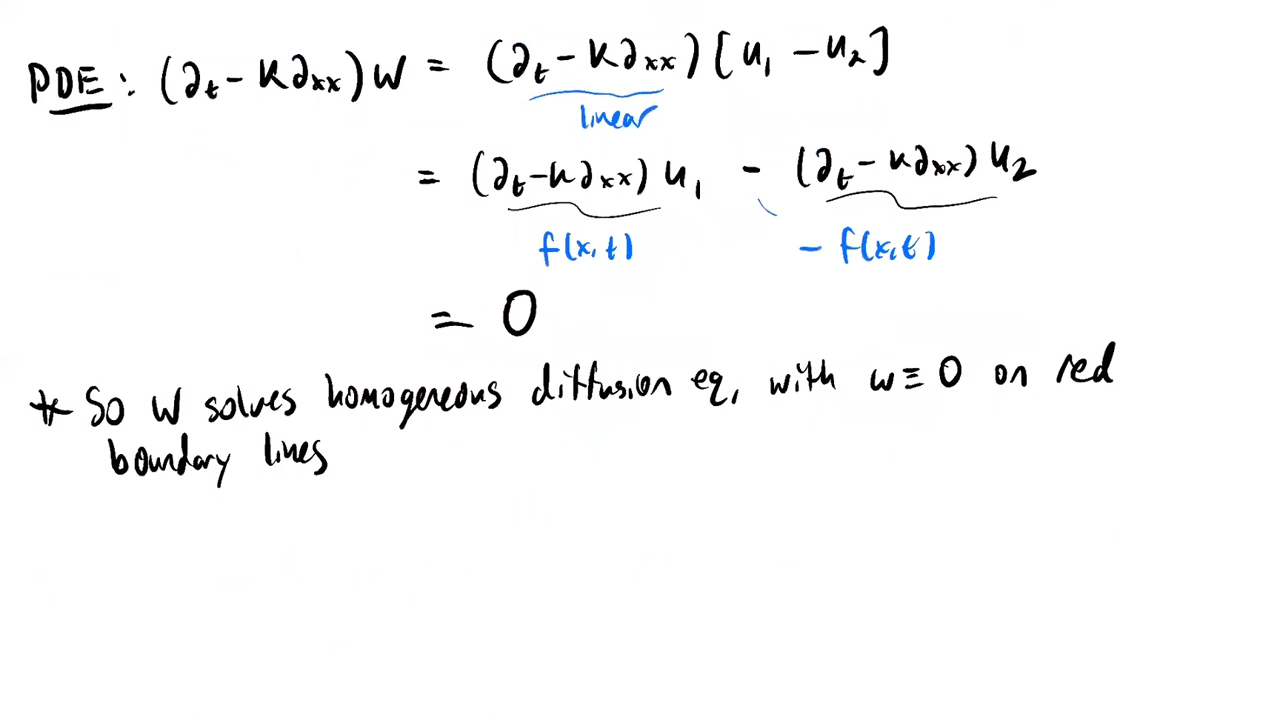 PDE: (∂t - k∂xx)W = (∂t - k∂xx)[u1 - u2]
linear
= (∂t - k∂xx)u1 - (∂t - k∂xx)u2
f(x,t) - f(x,t)
= 0
* So W solves homogereous diffusion eq, with w ≡ 0 on red
boundary lines